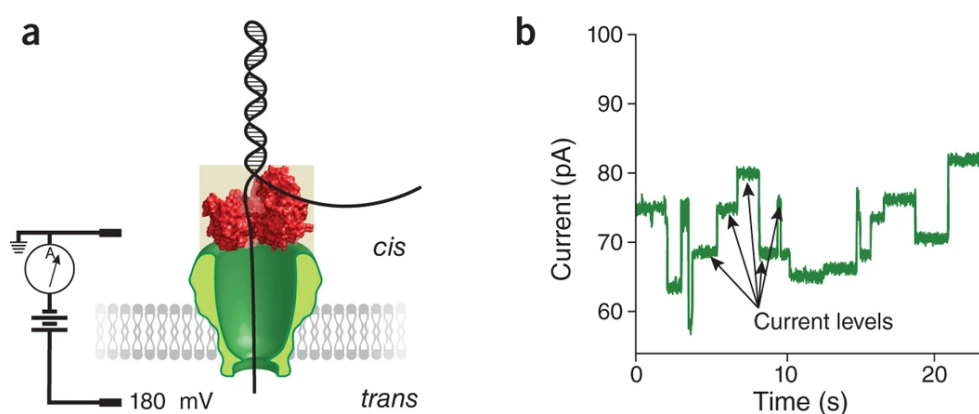 a
A
cis
180 mV
trans
b
Current (pA)
100
90
80
70
60
Current levels
0
10
20
Time (s)